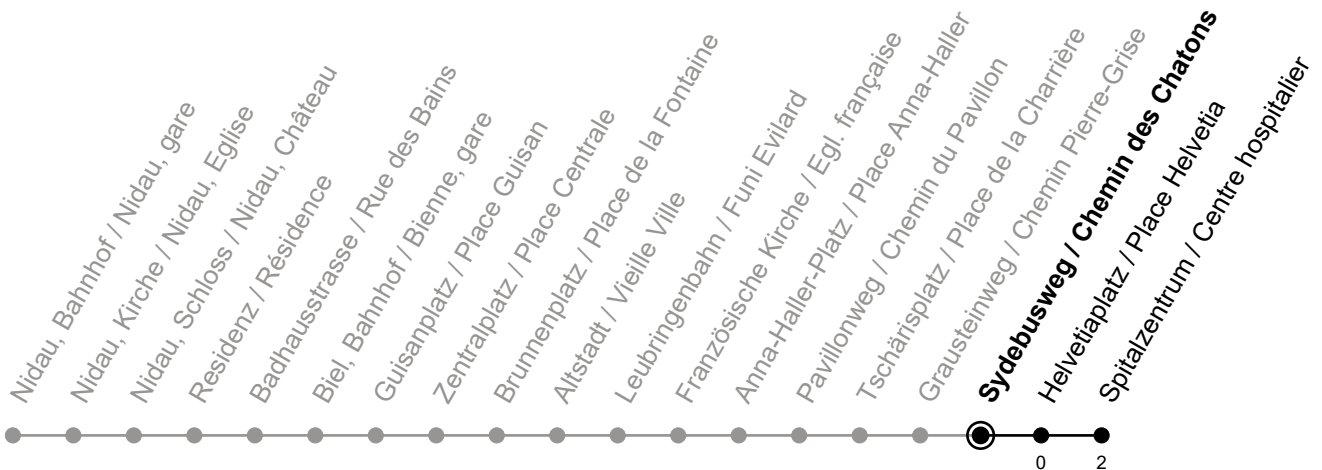 Nidau, Bahnhof / Nidau, gare
Nidau, Kirche / Nidau, Eglise
Nidau, Schloss / Nidau, Château
Residenz / Résidence
Badhausstrasse / Rue des Bains
Biel, Bahnhof / Bienne, gare
Guisanplatz / Place Guisan
Zentralplatz / Place Centrale
Brunnenplatz / Place de la Fontaine
Altstadt / Vieille Ville
Leubringenbahn / Funi Evilard
Französische Kirche / Egl. française
Anna-Haller-Platz / Place Anna-Haller
Pavillonweg / Chemin du Pavillon
Tschärisplatz / Place de la Charrière
Grausteinweg / Chemin Pierre-Grise
Sydebusweg / Chemin des Chatons
Helvetiaplatz / Place Helvetia
Spitalzentrum / Centre hospitalier
0 2